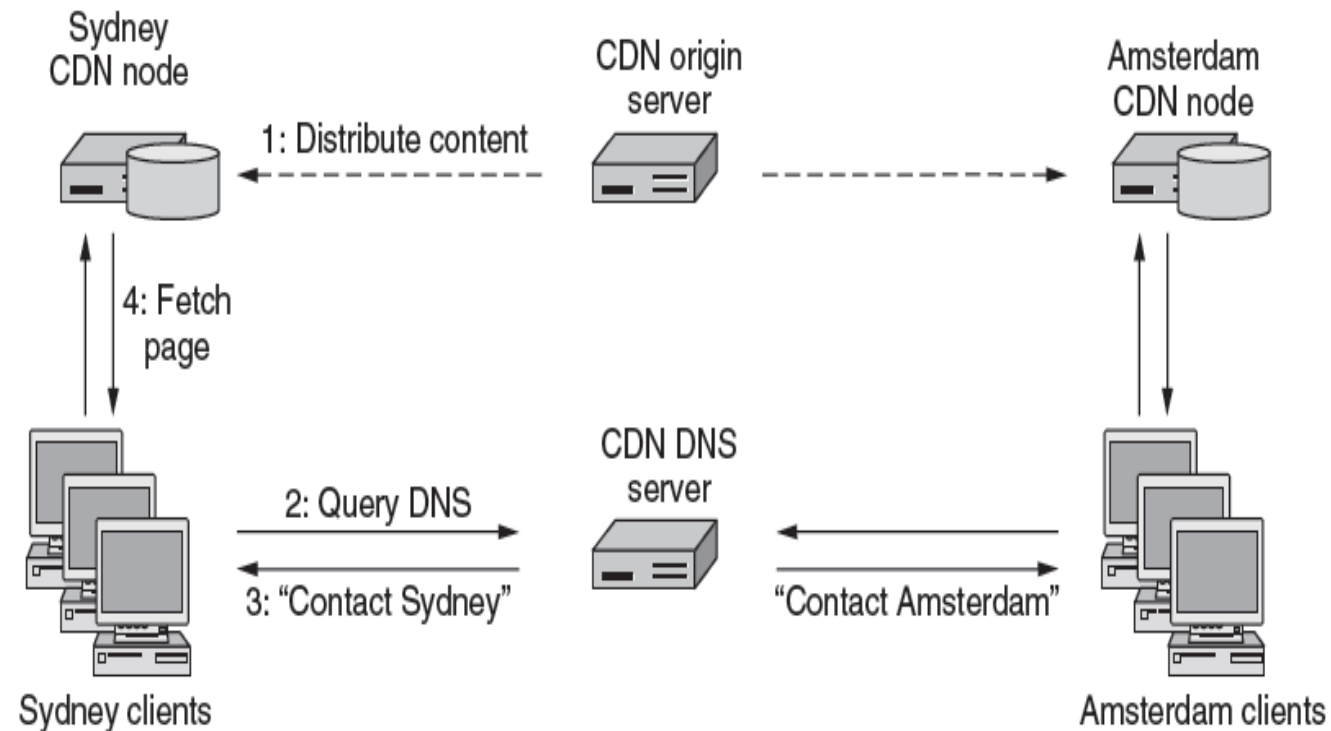 Sydney
CDN node
CDN origin
server
Amsterdam
CDN node
1: Distribute content
4: Fetch
page
CDN DNS
server
2: Query DNS
3: “Contact Sydney”
“Contact Amsterdam”
Sydney clients
Amsterdam clients